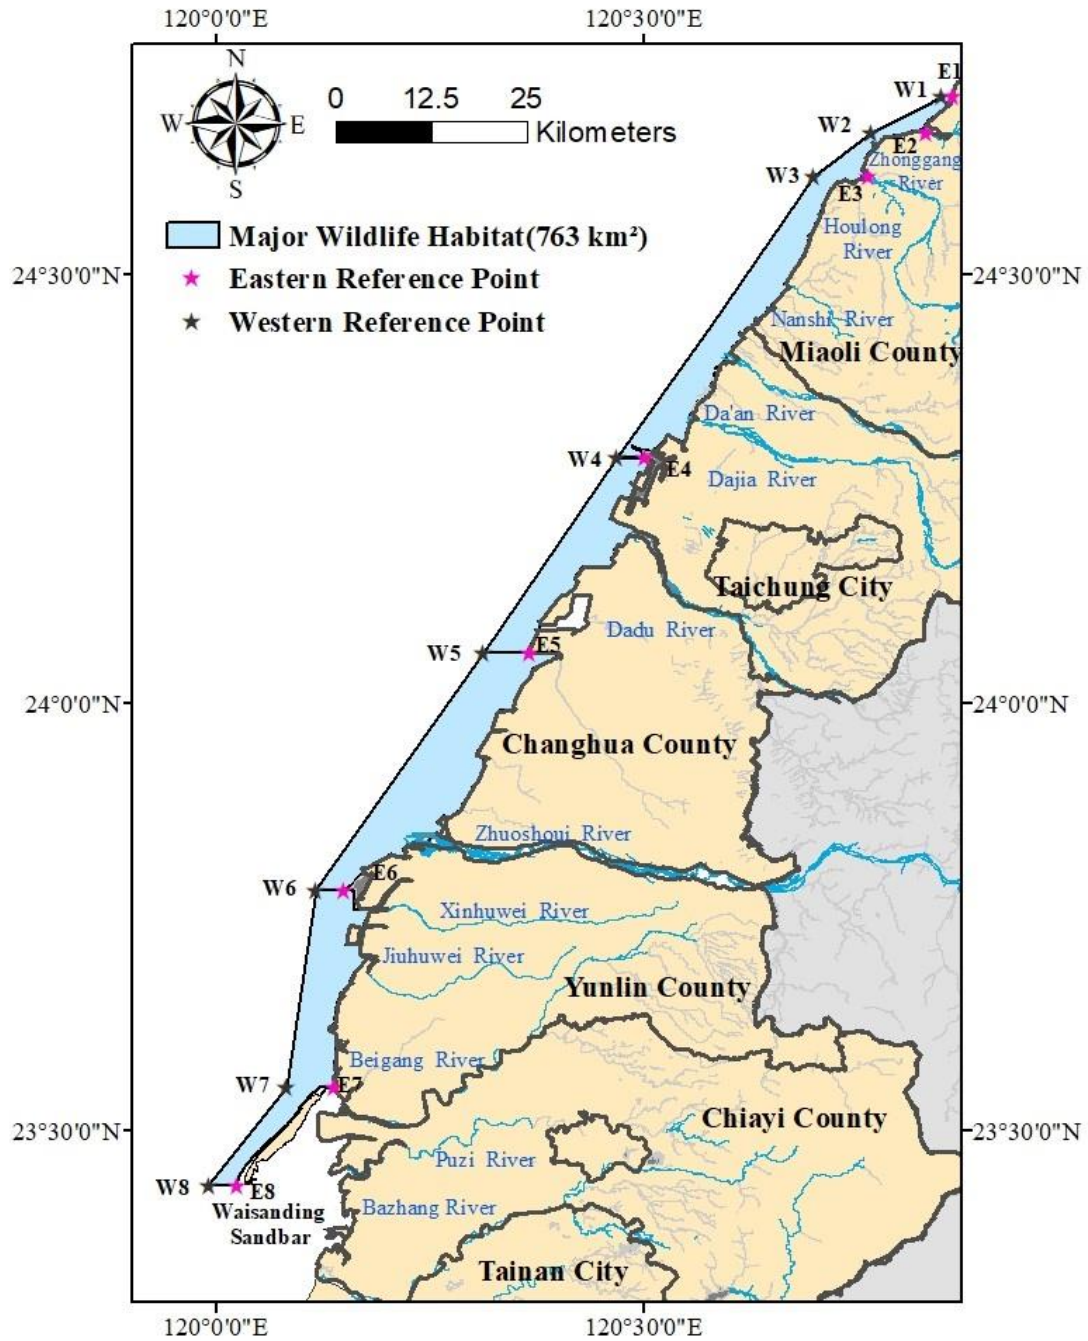 120°0'0"E
120°30'0"E
N
W
E
S
0
12.5
25
Kilometers
E1
W1
W2
E2
Zhonggang
River
W3
E3
Major Wildlife Habitat(763 km²)
Houlong
River
24°30'0"N
Eastern Reference Point
24°30'0"N
Western Reference Point
Nanshi River
Miaoli County
Da'an River
W4
E4
Dajia River
Taichung City
Dadu River
W5
E5
24°0'0"N
24°0'0"N
Changhua County
Zhuoshoui River
W6
E6
Xinhuwei River
Jiuhuwei River
Yunlin County
Beigang River
W7
E7
Chiayi County
23°30'0"N
23°30'0"N
Puzi River
W8
E8
Waisanding
Sandbar
Bazhang River
Tainan City
120°0'0"E
120°30'0"E